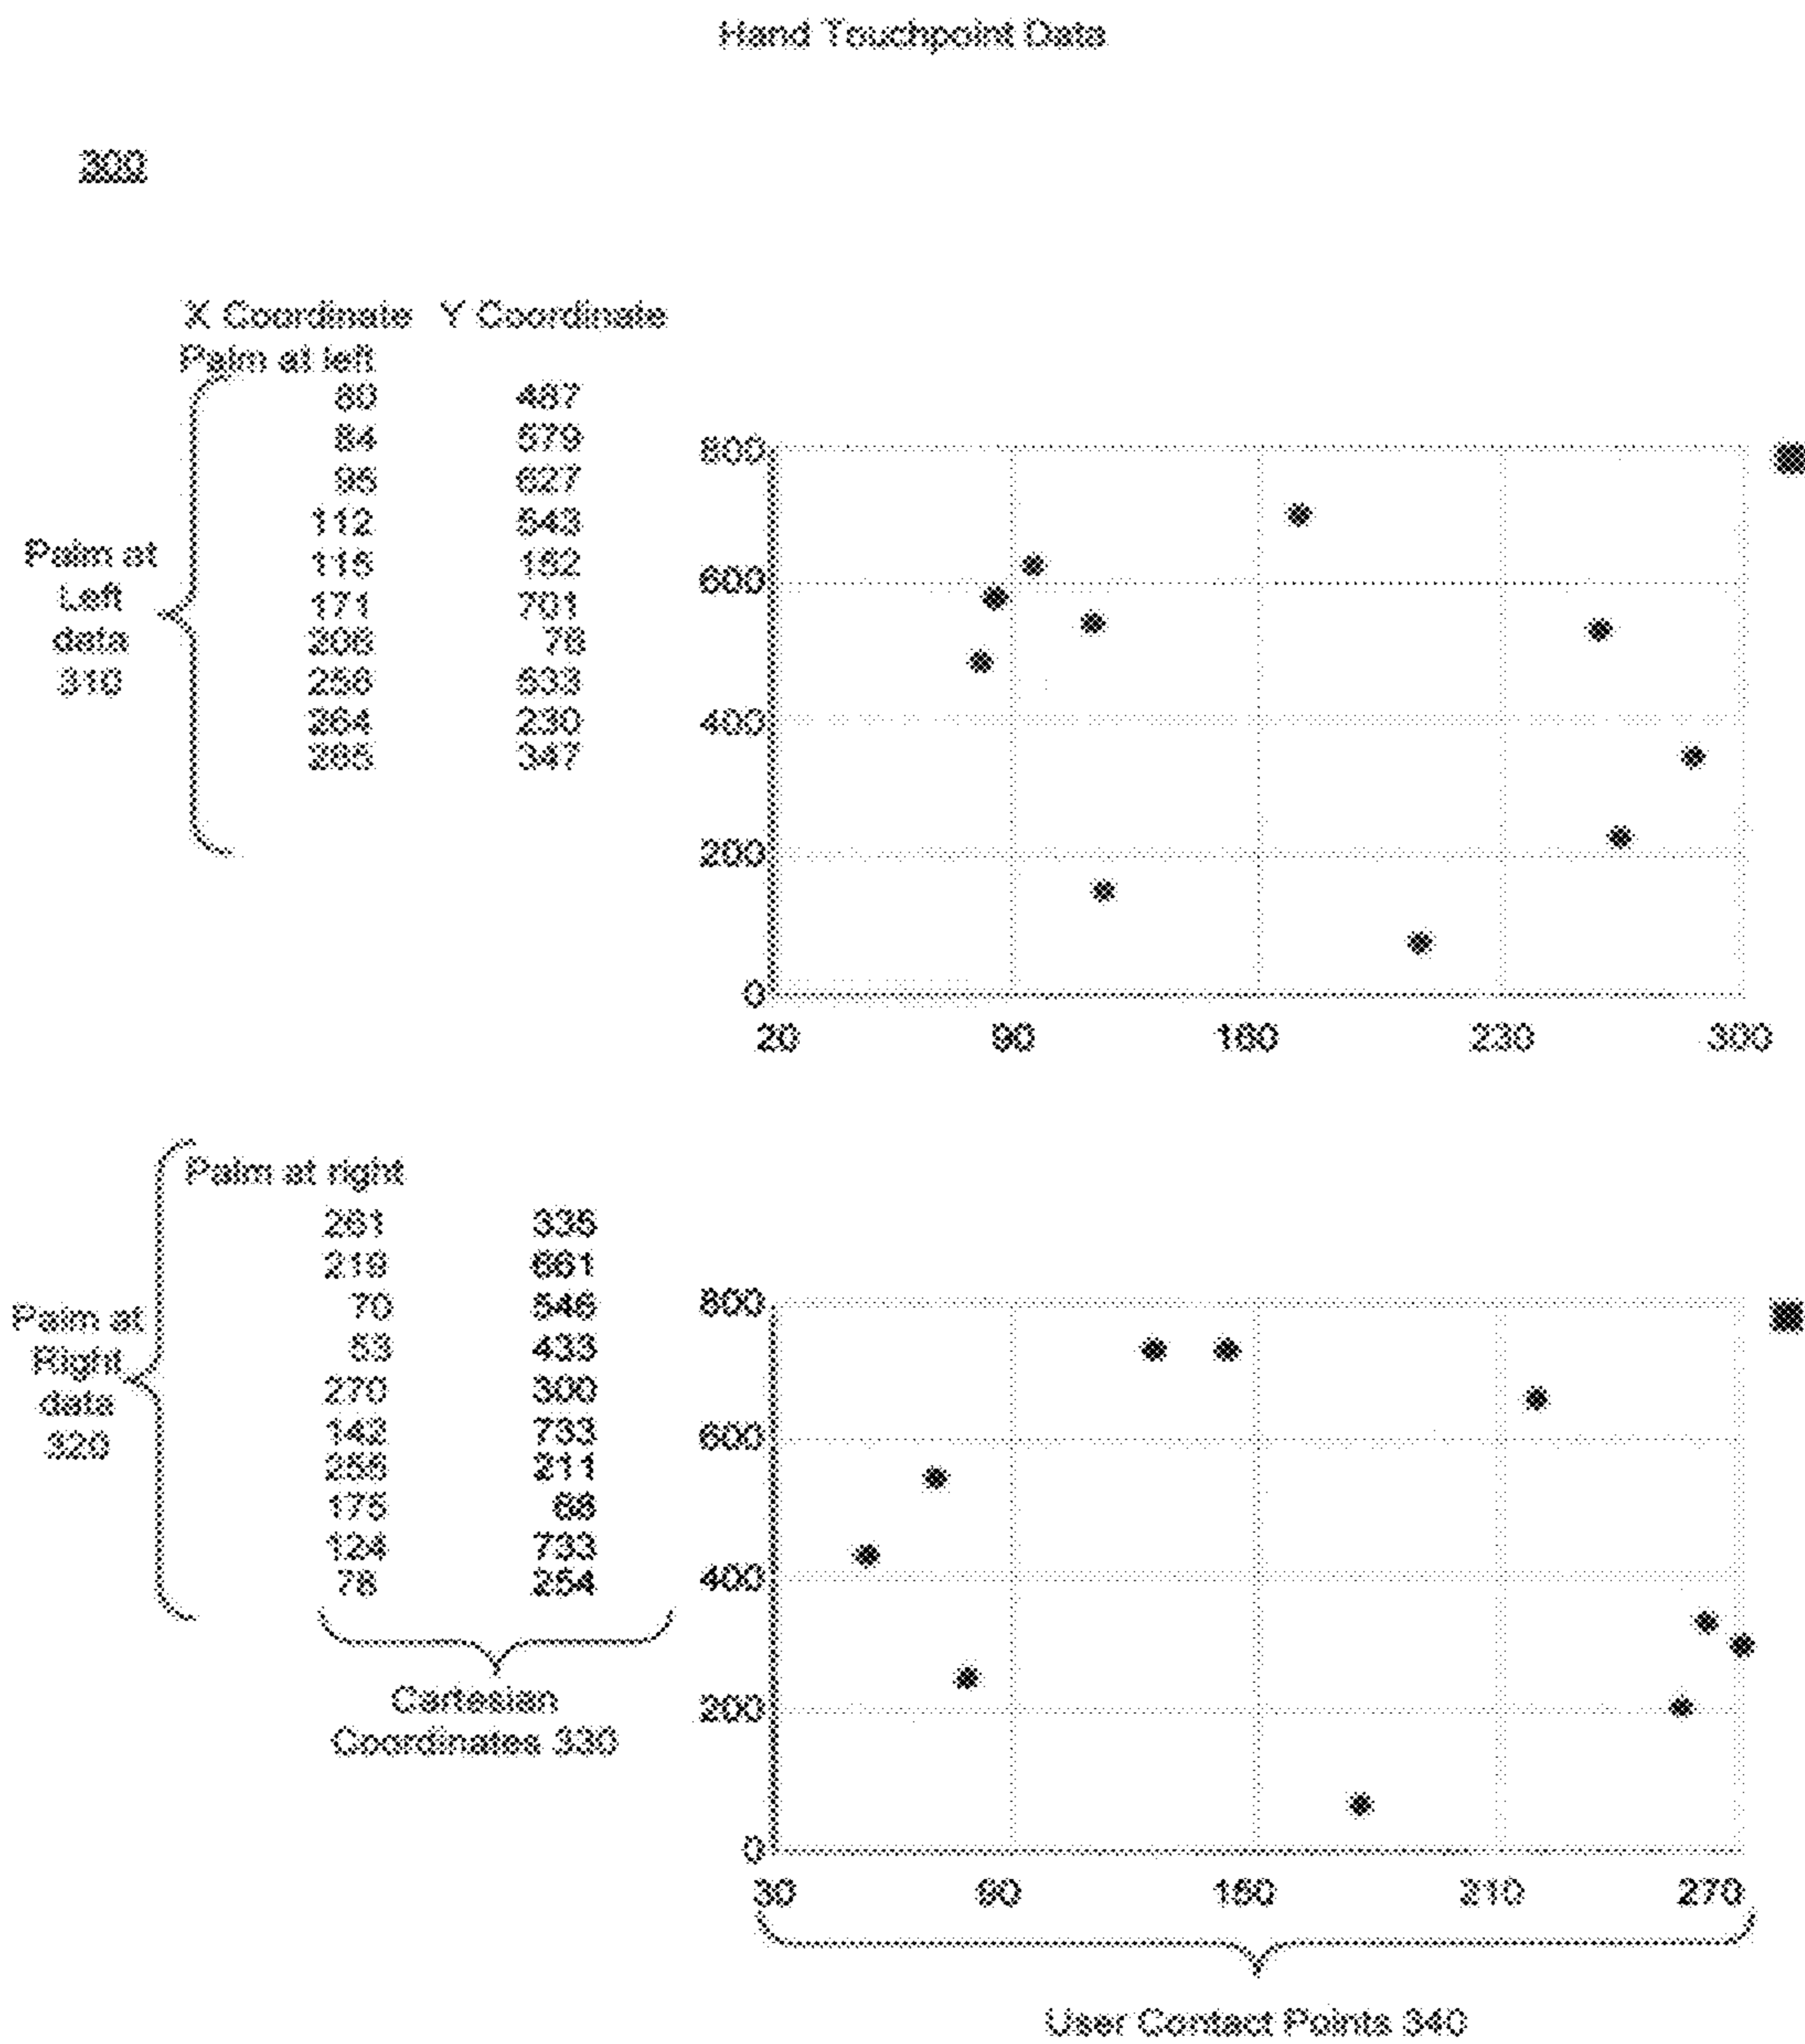 Hand Touchpoint Data
300
X Coordinate Y Coordinate
Palm at left
80 487
84 579
95 627
112 543
115 152
171 701
206 78
256 533
264 230
285 347
Palm at
Left
data
310
800
600
400
200
0
20 90 160 230 300
Palm at right
261 335
219 661
70 546
53 433
270 300
142 733
255 211
175 68
124 733
78 254
Palm at
Right
data
320
Cartesian
Coordinates 330
800
600
400
200
0
30 90 150 210 270
User Contact Points 340